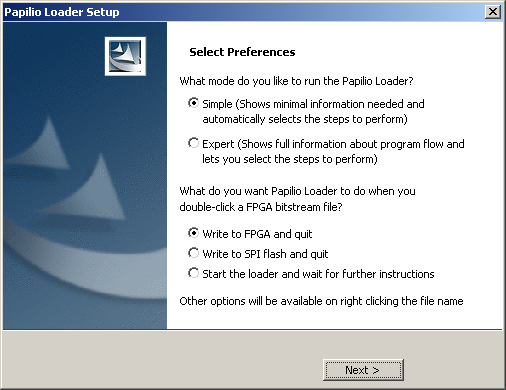 Papilio Loader Setup
Select Preferences
What mode do you like to run the Papilio Loader?
Simple (Shows minimal information needed and
automatically selects the steps to perform)
Expert (Shows full information about program flow and
lets you select the steps to perform)
What do you want Papilio Loader to do when you
double-click a FPGA bitstream file?
Write to FPGA and quit
Write to SPI flash and quit
Start the loader and wait for further instructions
Other options will be available on right clicking the file name
Next >